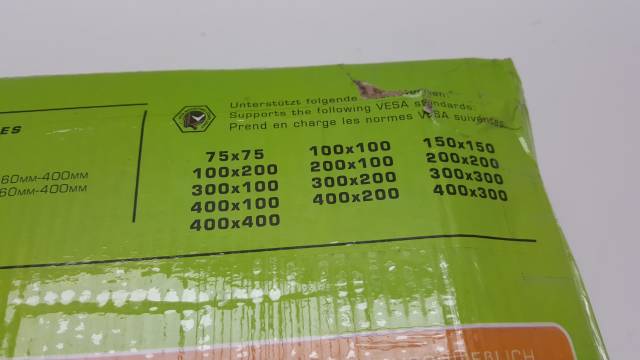 ES
60MM-400MM
60MM-400MM
Unterstützt folgende
Supports the following VESA standards
Prend en charge les normes VESA suivantes
75x75 100x100 150x150
100x200 200x100 200x200
300x100 300x200 300x300
400x100 400x200 400x300
400x400